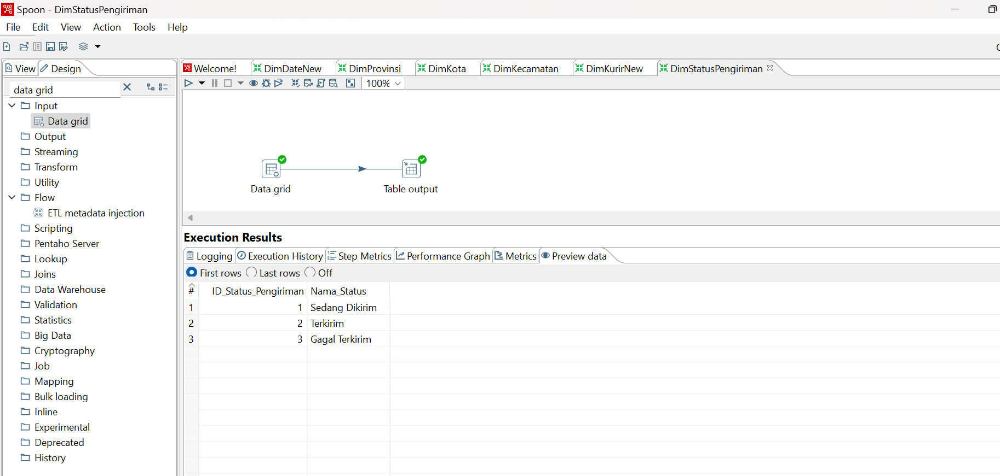 Spoon - DimStatusPengiriman
File Edit View Action Tools Help
View Design
data grid
Input
Data grid
Output
Streaming
Transform
Utility
Flow
ETL metadata injection
Scripting
Pentaho Server
Lookup
Joins
Data Warehouse
Validation
Statistics
Big Data
Cryptography
Job
Mapping
Bulk loading
Inline
Experimental
Deprecated
History
Welcome! DimDateNew DimProvinsi DimKota DimKecamatan DimKurirNew DimStatusPengiriman
100%
Data grid Table output
Execution Results
Logging Execution History Step Metrics Performance Graph Metrics Preview data
First rows Last rows Off
# ID_Status_Pengiriman Nama_Status
1 1 Sedang Dikirim
2 2 Terkirim
3 3 Gagal Terkirim